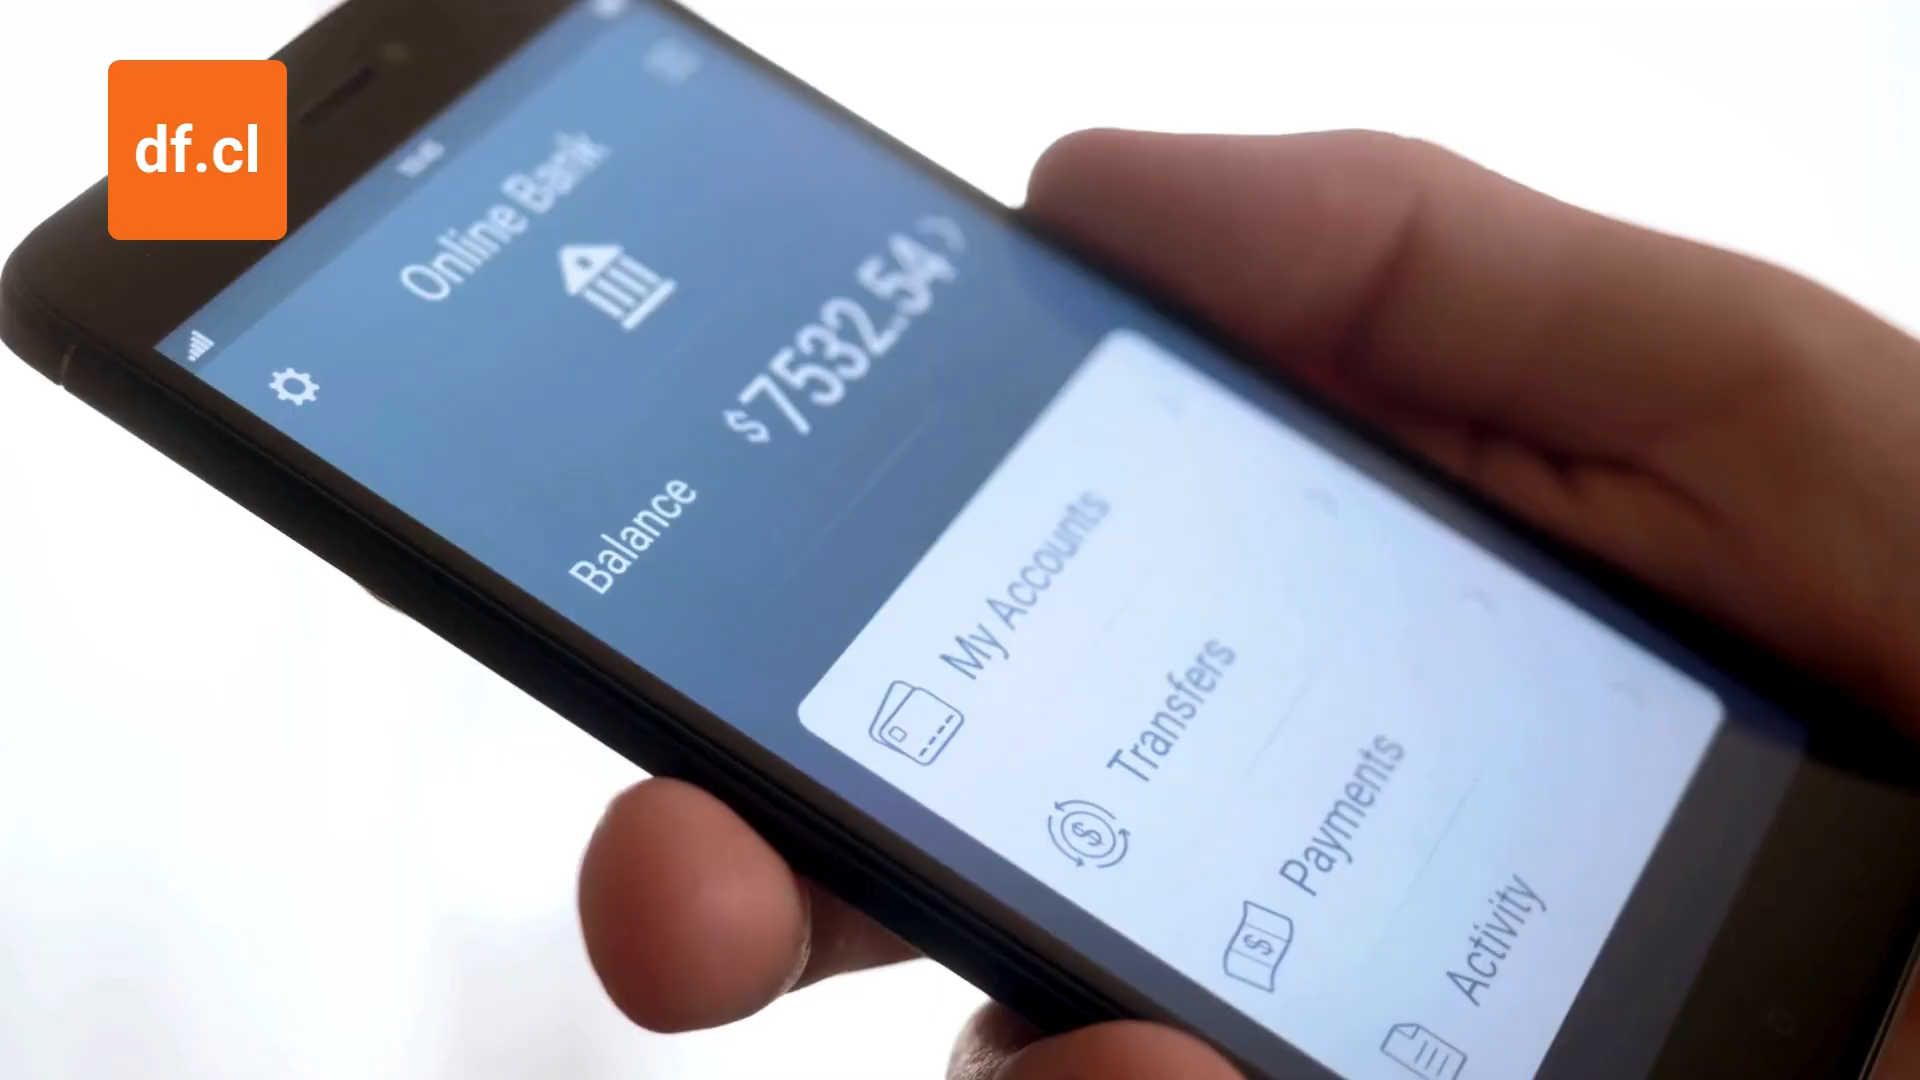 df.cl
Online Bank
Balance
$7532.54
My Accounts
Transfers
Payments
Activity